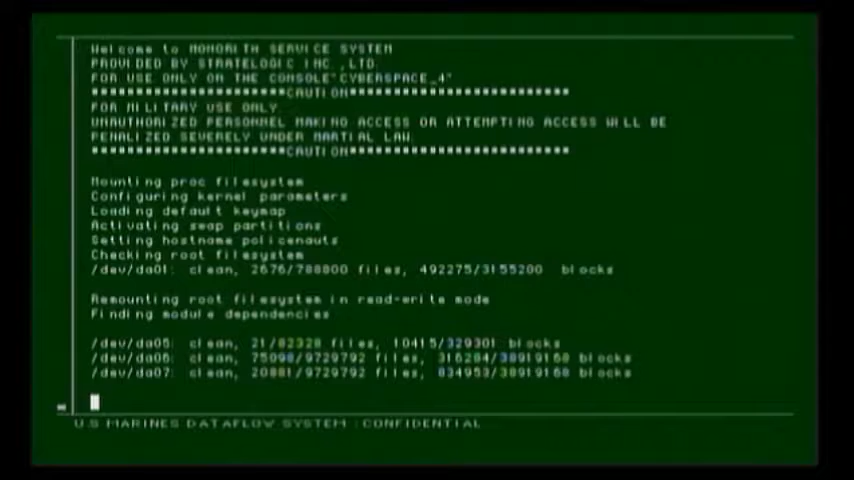 Welcome to MONORITH SERVICE SYSTEM
PROVIDED BY STRATELOGIC INC.,LTD.
FOR USE ONLY ON THE CONSOLE"CYBERSPACE_4"
************************CAUTION***************************
FOR MILITARY USE ONLY.
UNAUTHORIZED PERSONNEL MAKING ACCESS OR ATTEMPTING ACCESS WILL BE
PENALIZED SEVERELY UNDER MARTIAL LAW.
************************CAUTION***************************
Mounting proc filesystem
Configuring kernel parameters
Loading default keymap
Activating swap partitions
Setting hostname policenauts
Checking root filesystem
/dev/da01: clean, 2676/788800 files, 492275/3155200 blocks
Remounting root filesystem in read-write mode
Finding module dependencies
/dev/da05: clean, 21/82328 files, 10415/329301 blocks
/dev/da06: clean, 75098/9729792 files, 316284/38919168 blocks
/dev/da07: clean, 20881/9729792 files, 834953/38919168 blocks
U.S MARINES DATAFLOW SYSTEM : CONFIDENTIAL